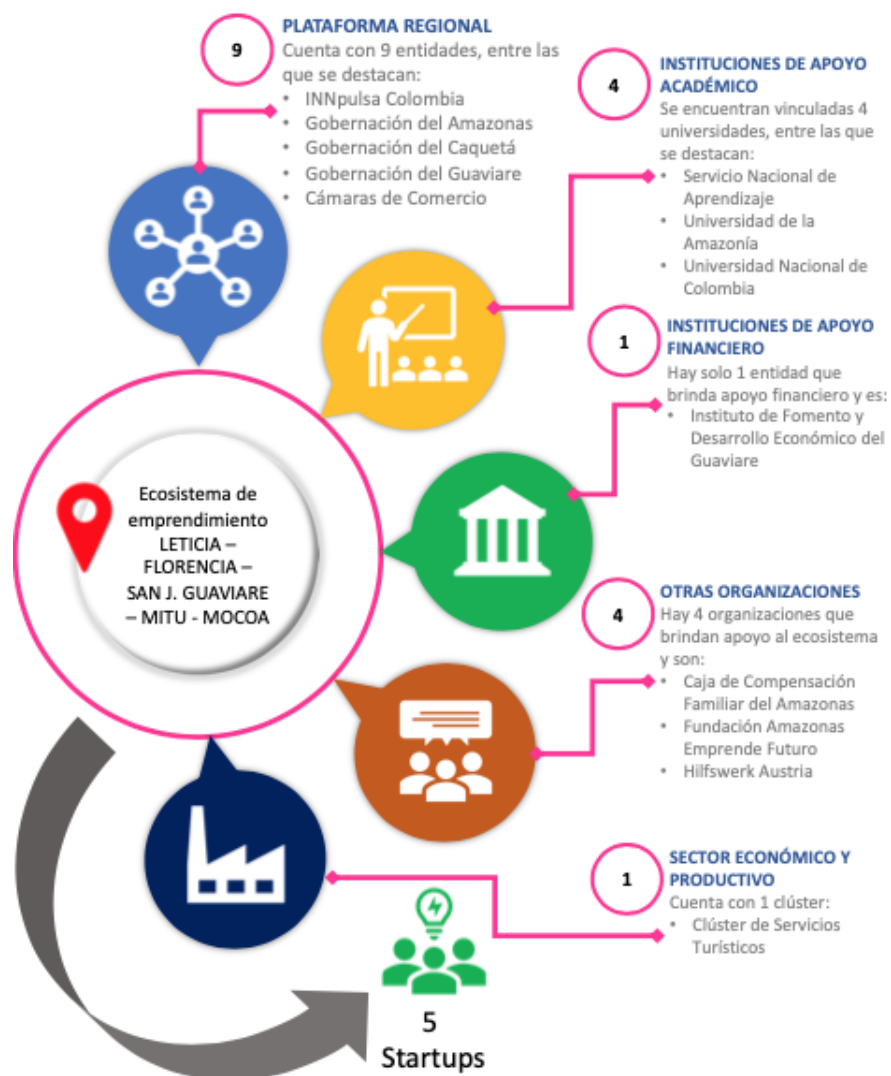 9
PLATAFORMA REGIONAL
Cuenta con 9 entidades, entre las
que se destacan:
• INNpulsa Colombia
• Gobernación del Amazonas
• Gobernación del Caquetá
• Gobernación del Guaviare
• Cámaras de Comercio
4
INSTITUCIONES DE APOYO
ACADÉMICO
Se encuentran vinculadas 4
universidades, entre las que
se destacan:
• Servicio Nacional de
Aprendizaje
• Universidad de la
Amazonía
• Universidad Nacional de
Colombia
1
INSTITUCIONES DE APOYO
FINANCIERO
Hay solo 1 entidad que
brinda apoyo financiero y es:
• Instituto de Fomento y
Desarrollo Económico del
Guaviare
Ecosistema de
emprendimiento
LETICIA –
FLORENCIA –
SAN J. GUAVIARE
– MITU - MOCOA
4
OTRAS ORGANIZACIONES
Hay 4 organizaciones que
brindan apoyo al ecosistema
y son:
• Caja de Compensación
Familiar del Amazonas
• Fundación Amazonas
Emprende Futuro
• Hilfswerk Austria
1
SECTOR ECONÓMICO Y
PRODUCTIVO
Cuenta con 1 clúster:
• Clúster de Servicios
Turísticos
5
Startups